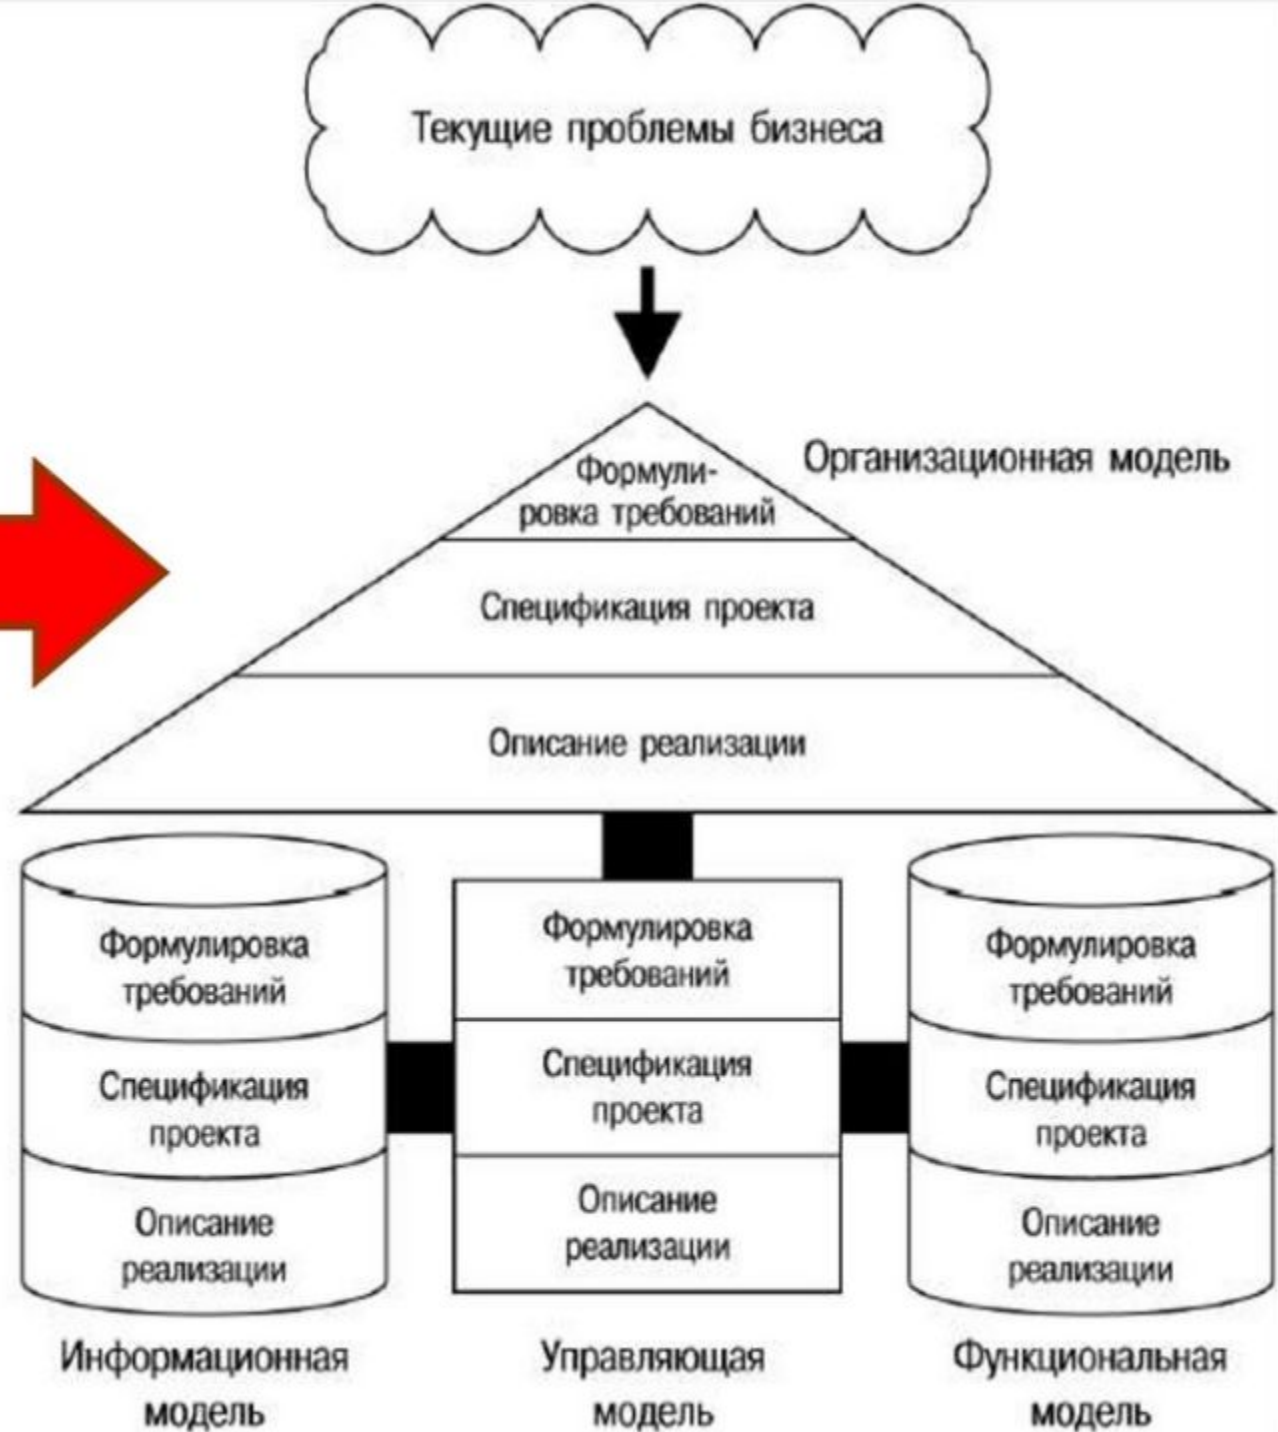 Текущие проблемы бизнеса
Организационная модель
Формули-
ровка требований
Спецификация проекта
Описание реализации
Формулировка
требований
Спецификация
проекта
Описание
реализации
Информационная
модель
Формулировка
требований
Спецификация
проекта
Описание
реализации
Управляющая
модель
Формулировка
требований
Спецификация
проекта
Описание
реализации
Функциональная
модель